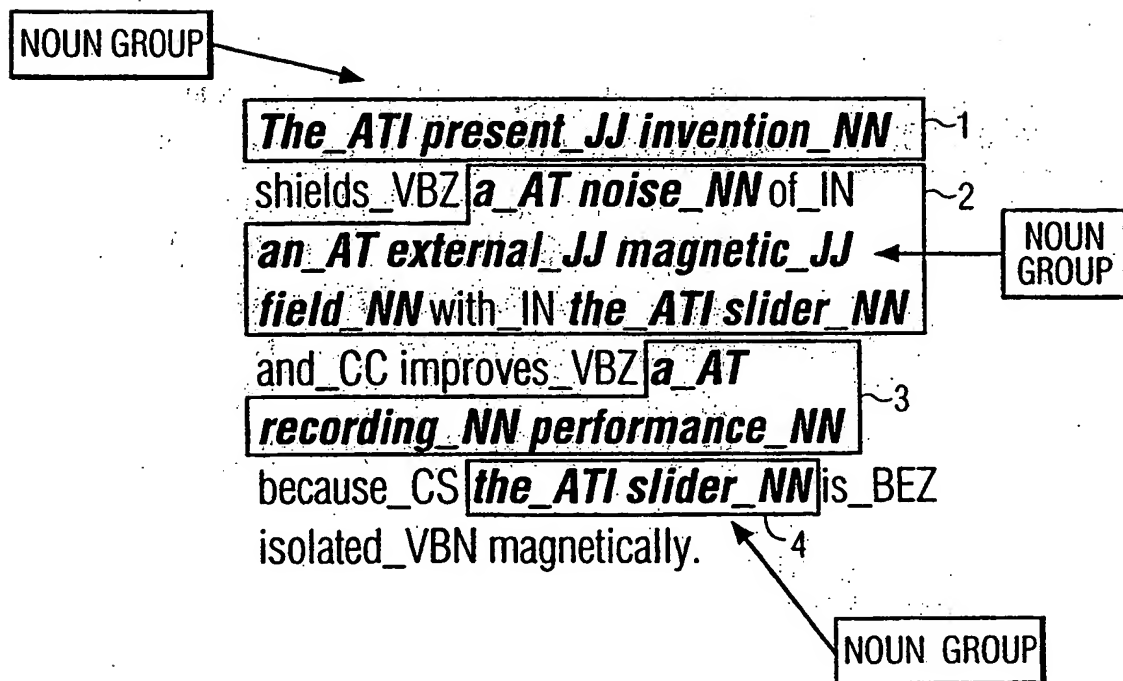 NOUN GROUP
The_ATI present_JJ invention_NN ~1
shields_VBZ a_AT noise_NN of_IN ~2
an_AT external_JJ magnetic_JJ
NOUN
GROUP
field_NN with_IN the_ATI slider_NN
and_CC improves_VBZ a_AT
~3
recording_NN performance_NN
because_CS the_ATI slider_NN is_BEZ
4
isolated_VBN magnetically.
NOUN GROUP